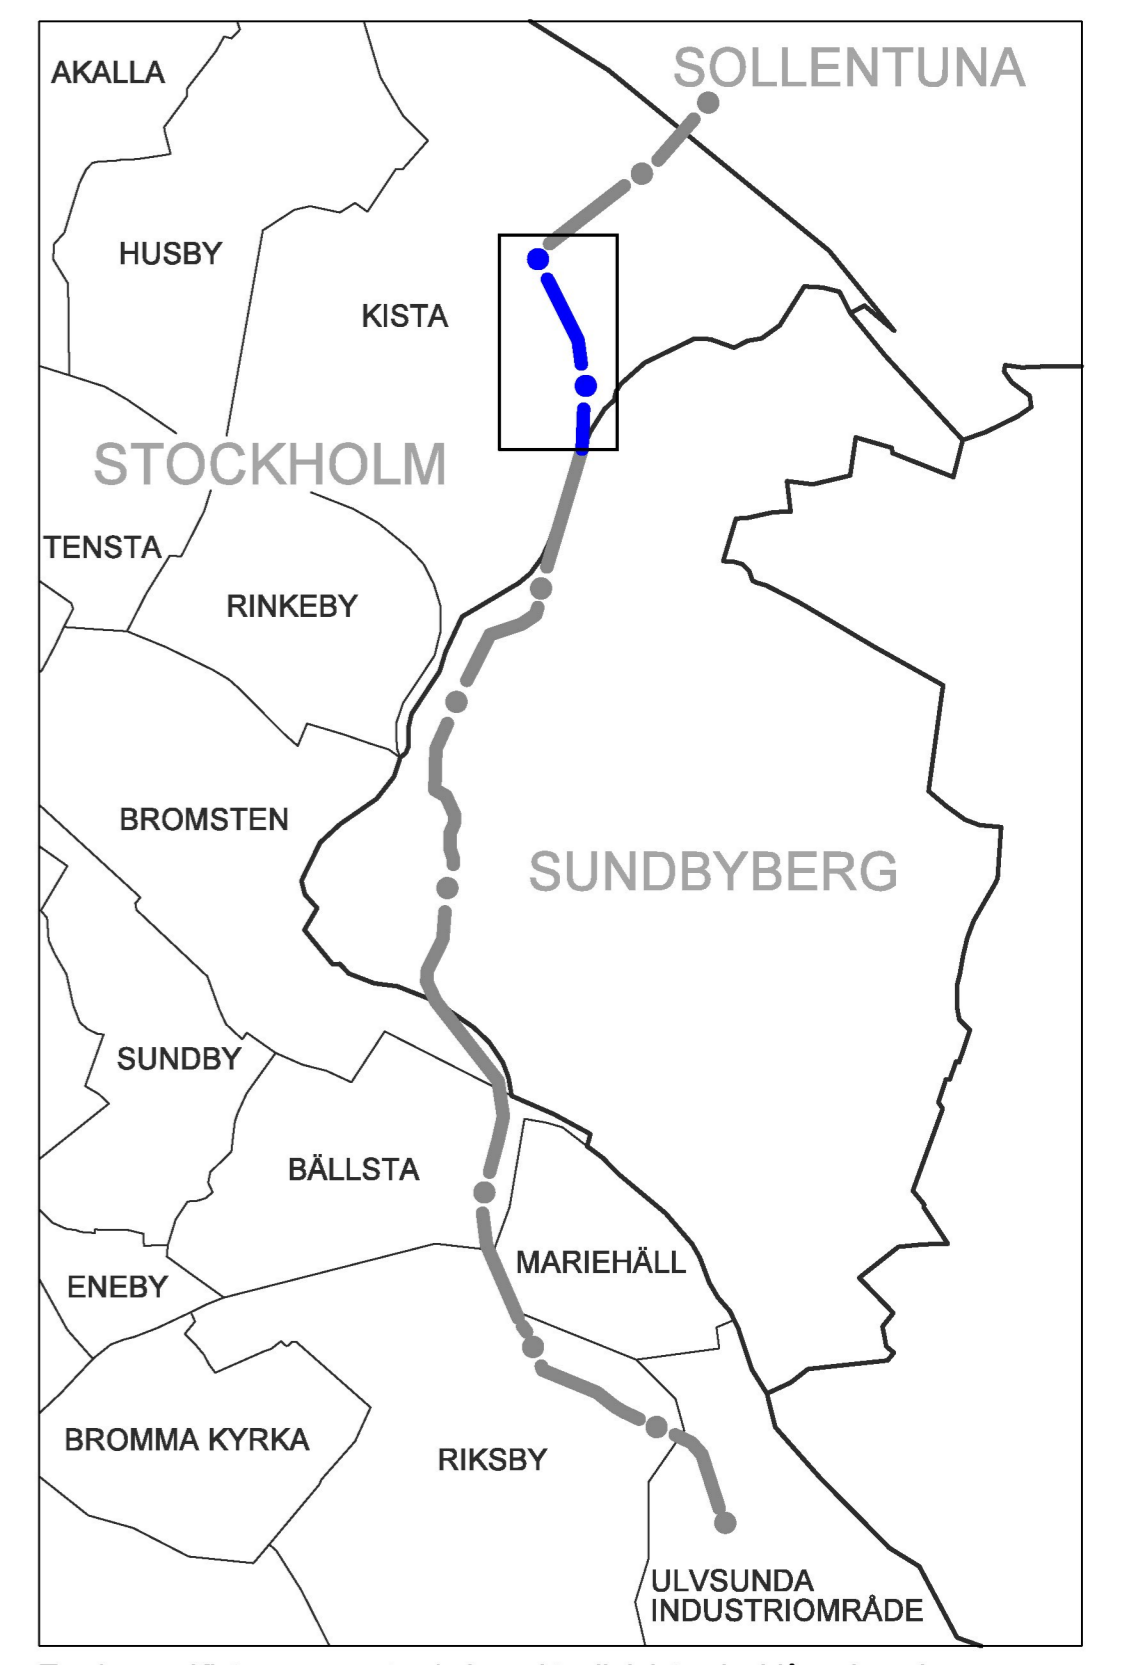 SOLLENTUNA
AKALLA
HUSBY
KISTA
STOCKHOLM
TENSTA
RINKEBY
BROMSTEN
SUNDBYBERG
SUNDBY
BÄLLSTA
MARIEHÄLL
ENEBY
BROMMA KYRKA
RIKSBY
ULVSUNDA
INDUSTRIOMRÅDE